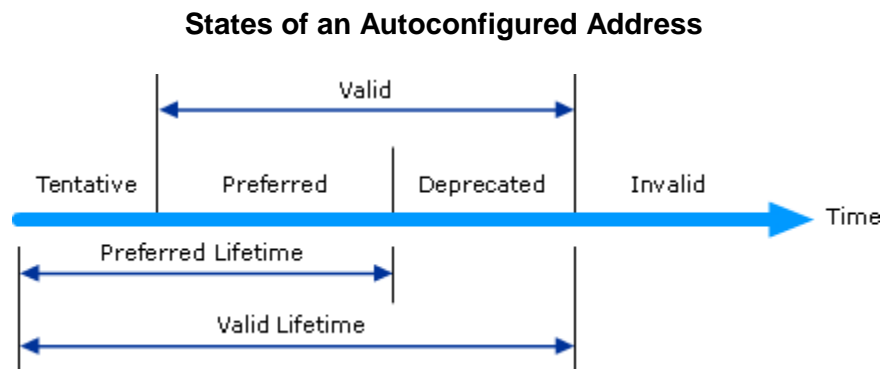 States of an Autoconfigured Address
Valid
Tentative Preferred Deprecated Invalid
Time
Preferred Lifetime
Valid Lifetime